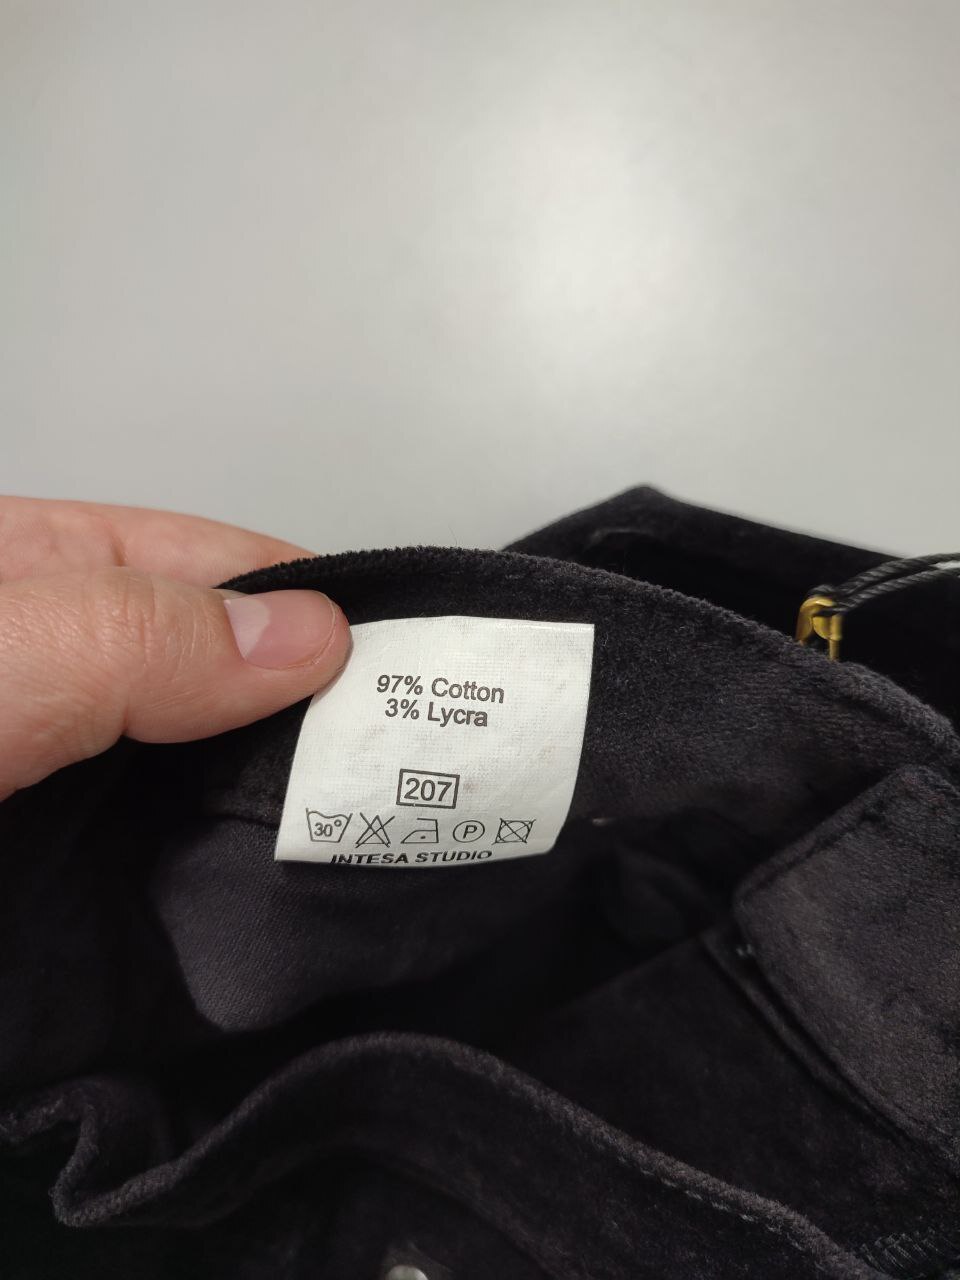 97% Cotton
3% Lycra
207
30° P
INTESA STUDIO